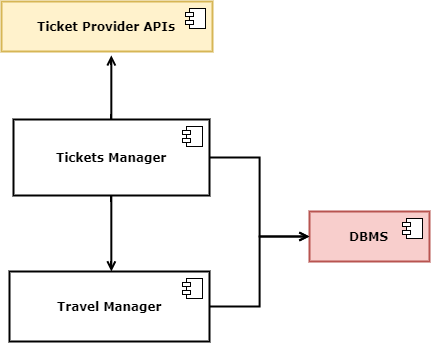 Ticket Provider APIs
Tickets Manager
DBMS
Travel Manager